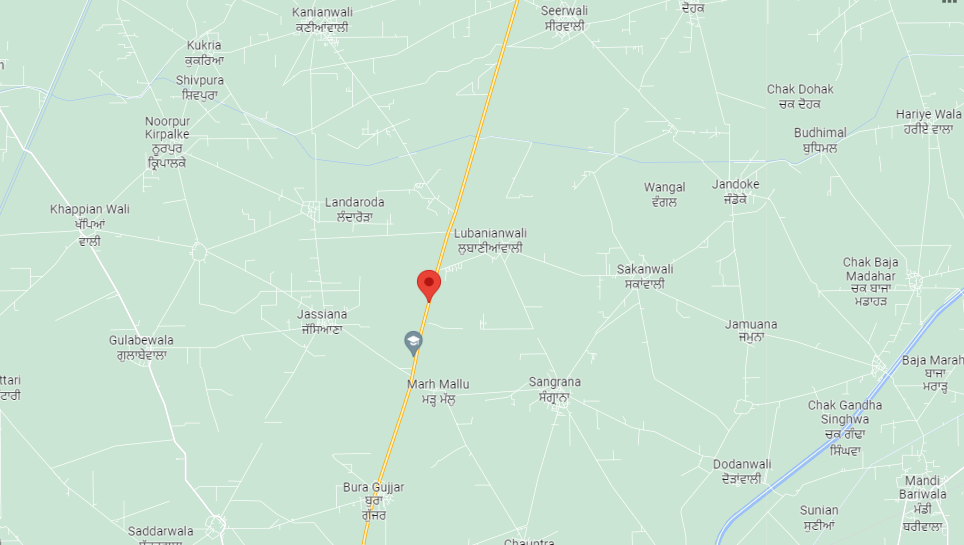 Kanianwali
ਕਣੀਆਂਵਾਲੀ
Seerwali
ਸੀਰਵਾਲੀ
ਦੋਹਕ
Kukria
ਕੁਕਰਿਆ
Shivpura
ਸ਼ਿਵਪੁਰਾ
Chak Dohak
ਚਕ ਦੋਹਕ
Hariye Wala
ਹਰੀਏ ਵਾਲਾ
Noorpur
Kirpalke
ਨੂਰਪੁਰ
ਕ੍ਰਿਪਾਲਕੇ
Budhimal
ਬੁਧਿਮਲ
Wangal
ਵੰਗਲ
Jandoke
ਜੰਡੋਕੇ
Khappian Wali
ਖੱਪਿਆਂ
ਵਾਲੀ
Landaroda
ਲੰਦਾਰੋੜਾ
Lubanianwali
ਲੁਬਾਣੀਆਂਵਾਲੀ
Sakanwali
ਸਕਾਂਵਾਲੀ
Chak Baja
Madahar
ਚਕ ਬਾਜਾ
ਮਡਾਹੜ
Jassiana
ਜੱਸਿਆਣਾ
Jamuana
ਜਮੁਨਾ
Gulabewala
ਗੁਲਾਬੇਵਾਲਾ
Baja Marah
ਬਾਜਾ
ਮਰਾੜ੍ਹ
ttari
ਟਾਰੀ
Marh Mallu
ਮੜ੍ਹ ਮੱਲੂ
Sangrana
ਸੰਗ੍ਰਾਨਾ
Chak Gandha
Singhwa
ਚਕ ਗੰਢਾ
ਸਿੰਘਵਾ
Dodanwali
ਦੋੜਾਂਵਾਲੀ
Bura Gujjar
ਬੁਰਾ
ਗੁੱਜਰ
Mandi
Bariwala
ਮੰਡੀ
ਬਰੀਵਾਲਾ
Sunian
ਸੁਣੀਆਂ
Saddarwala
Chauntra